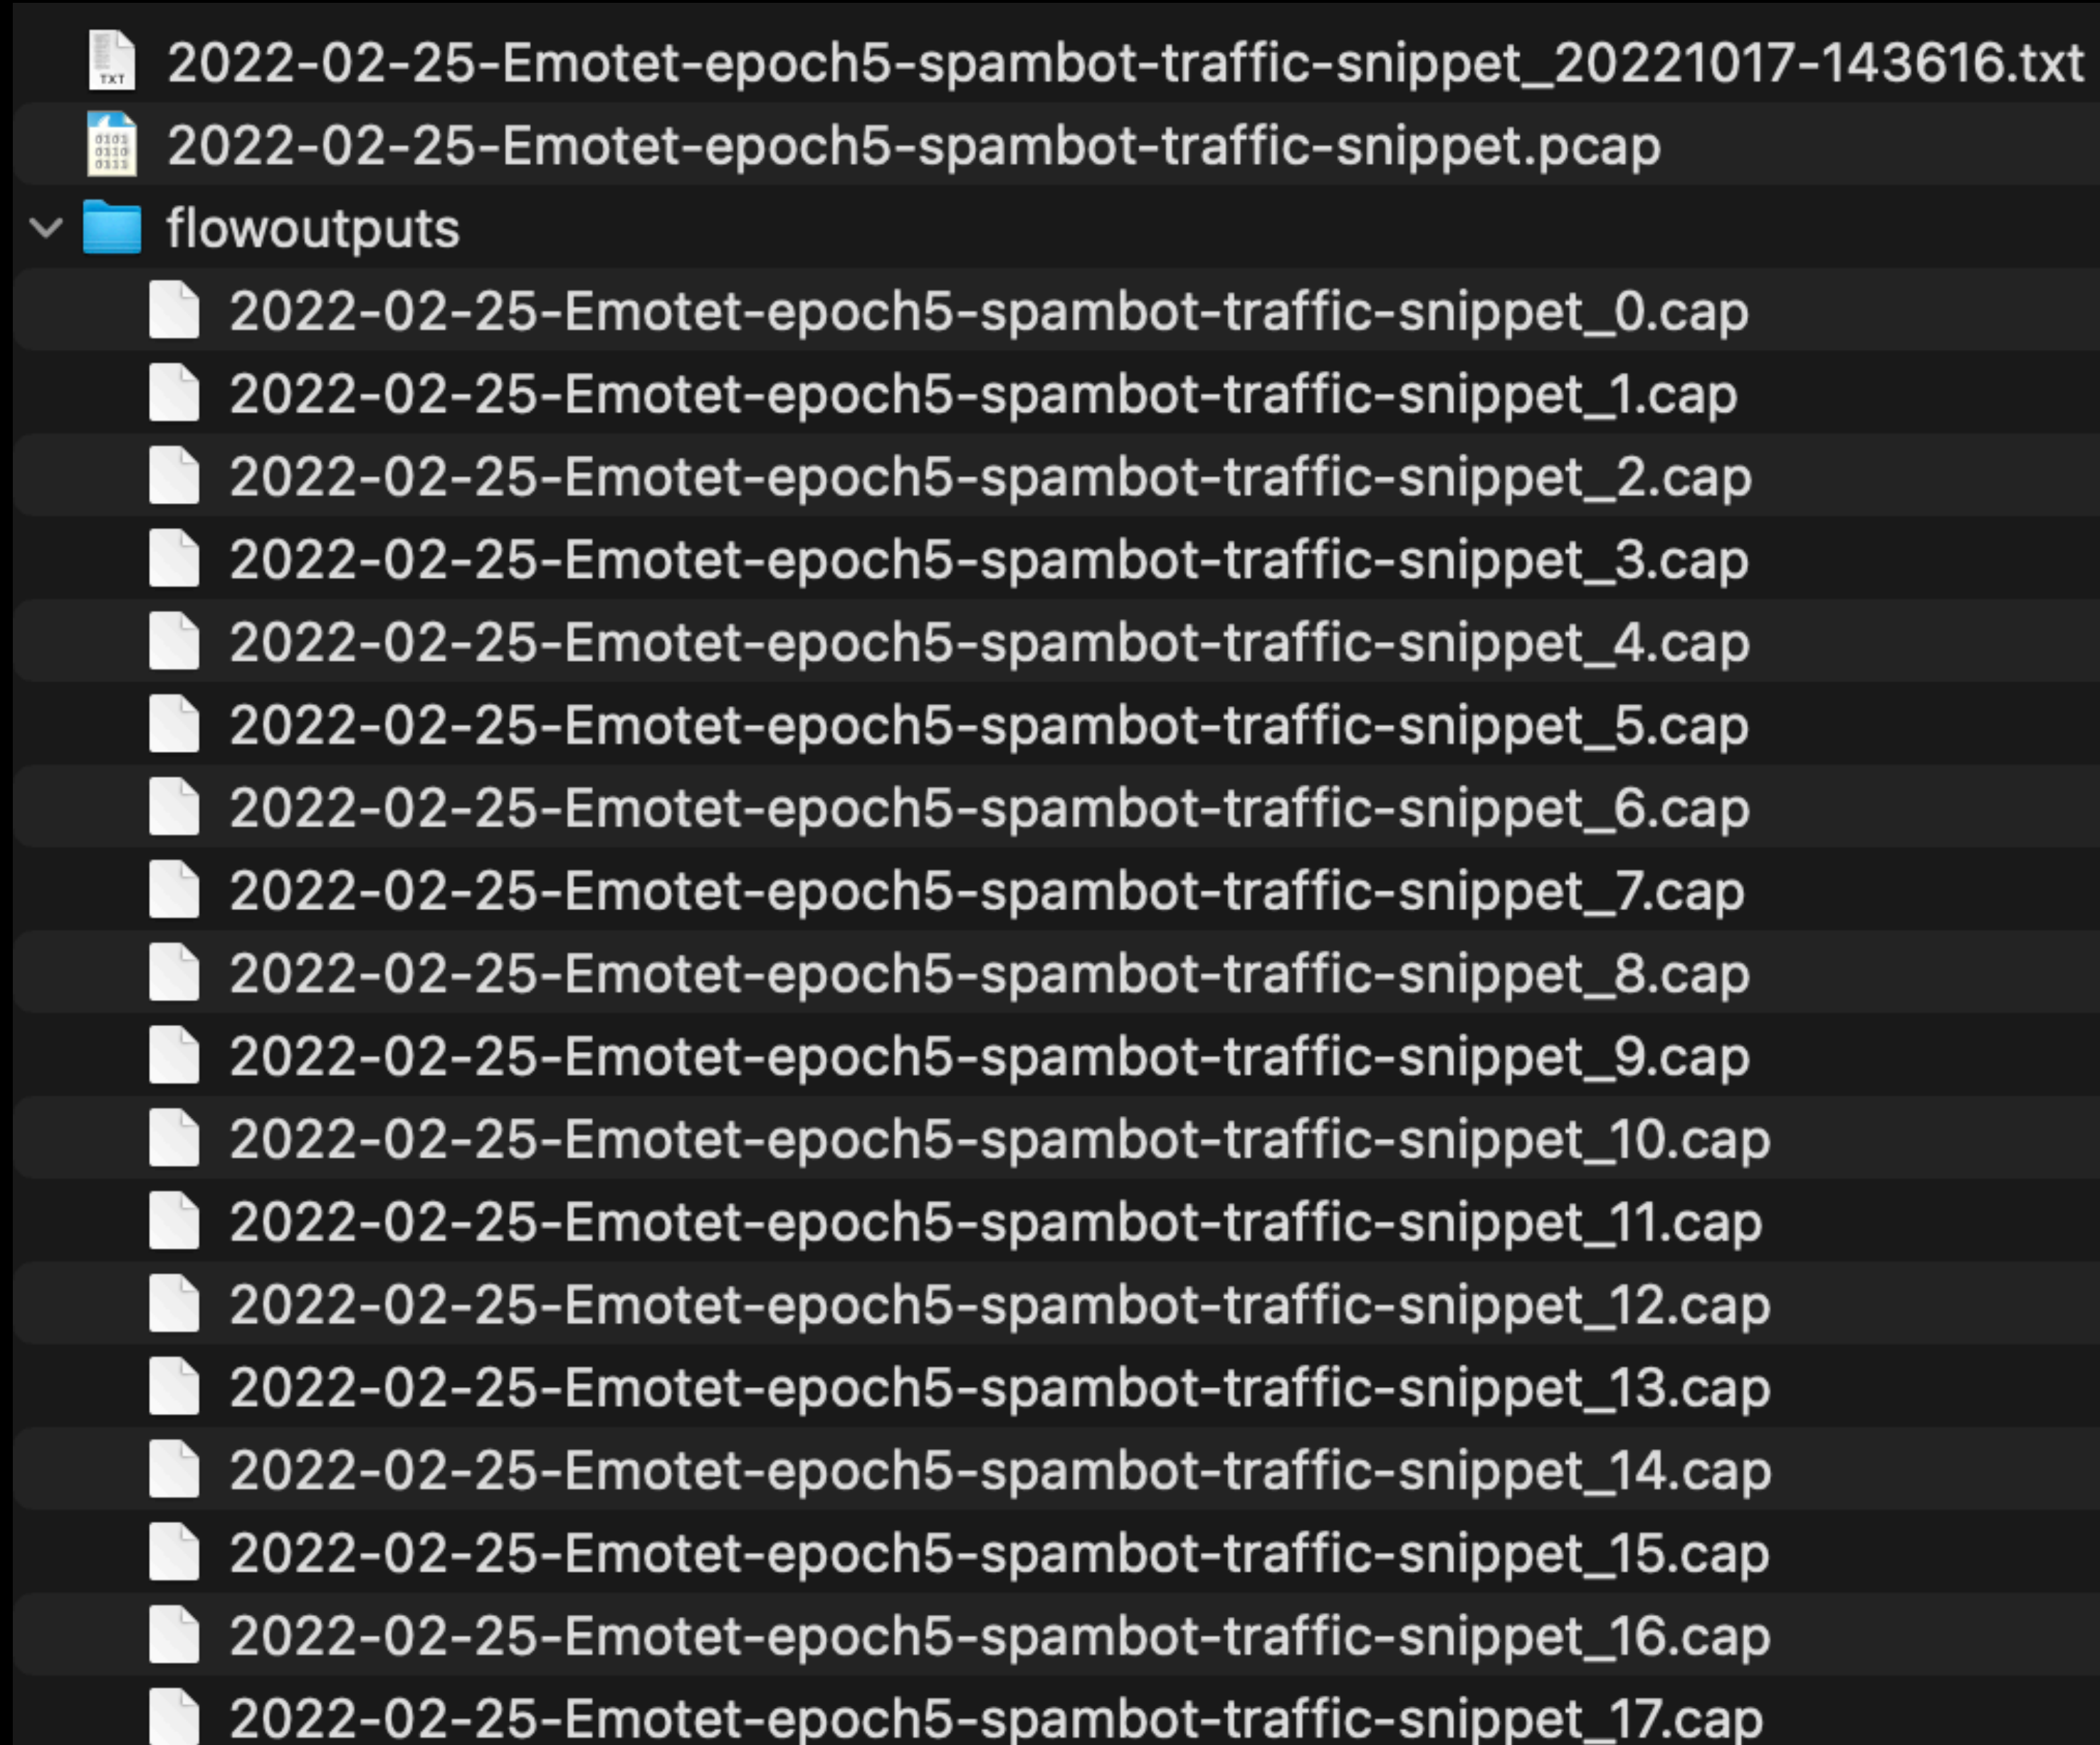 2022-02-25-Emotet-epoch5-spambot-traffic-snippet_20221017-143616.txt
2022-02-25-Emotet-epoch5-spambot-traffic-snippet.pcap
flowoutputs
2022-02-25-Emotet-epoch5-spambot-traffic-snippet_0.cap
2022-02-25-Emotet-epoch5-spambot-traffic-snippet_1.cap
2022-02-25-Emotet-epoch5-spambot-traffic-snippet_2.cap
2022-02-25-Emotet-epoch5-spambot-traffic-snippet_3.cap
2022-02-25-Emotet-epoch5-spambot-traffic-snippet_4.cap
2022-02-25-Emotet-epoch5-spambot-traffic-snippet_5.cap
2022-02-25-Emotet-epoch5-spambot-traffic-snippet_6.cap
2022-02-25-Emotet-epoch5-spambot-traffic-snippet_7.cap
2022-02-25-Emotet-epoch5-spambot-traffic-snippet_8.cap
2022-02-25-Emotet-epoch5-spambot-traffic-snippet_9.cap
2022-02-25-Emotet-epoch5-spambot-traffic-snippet_10.cap
2022-02-25-Emotet-epoch5-spambot-traffic-snippet_11.cap
2022-02-25-Emotet-epoch5-spambot-traffic-snippet_12.cap
2022-02-25-Emotet-epoch5-spambot-traffic-snippet_13.cap
2022-02-25-Emotet-epoch5-spambot-traffic-snippet_14.cap
2022-02-25-Emotet-epoch5-spambot-traffic-snippet_15.cap
2022-02-25-Emotet-epoch5-spambot-traffic-snippet_16.cap
2022-02-25-Emotet-epoch5-spambot-traffic-snippet_17.cap